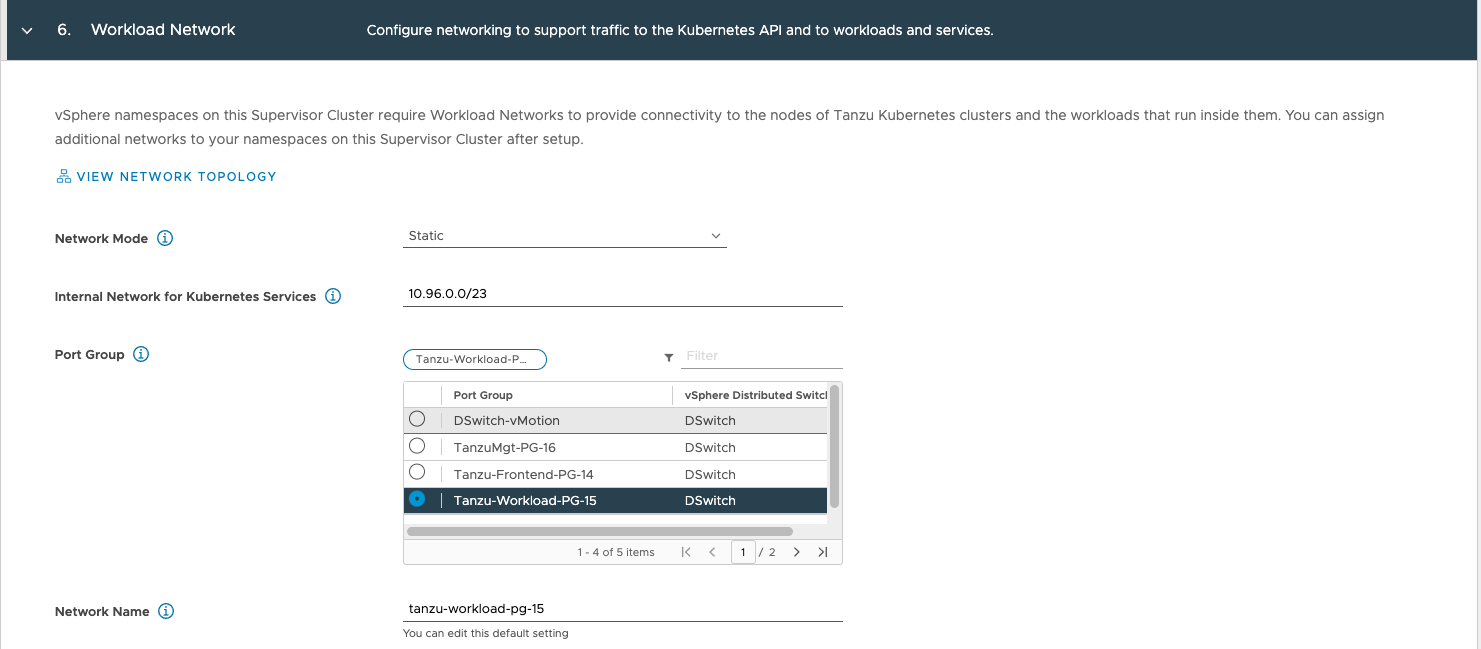 6. Workload Network Configure networking to support traffic to the Kubernetes API and to workloads and services.
vSphere namespaces on this Supervisor Cluster require Workload Networks to provide connectivity to the nodes of Tanzu Kubernetes clusters and the workloads that run inside them. You can assign
additional networks to your namespaces on this Supervisor Cluster after setup.
VIEW NETWORK TOPOLOGY
Network Mode Static
Internal Network for Kubernetes Services 10.96.0.0/23
Port Group Tanzu-Workload-P... Filter
Port Group vSphere Distributed Switch
DSwitch-vMotion DSwitch
TanzuMgt-PG-16 DSwitch
Tanzu-Frontend-PG-14 DSwitch
Tanzu-Workload-PG-15 DSwitch
1 - 4 of 5 items 1 / 2
Network Name tanzu-workload-pg-15
You can edit this default setting